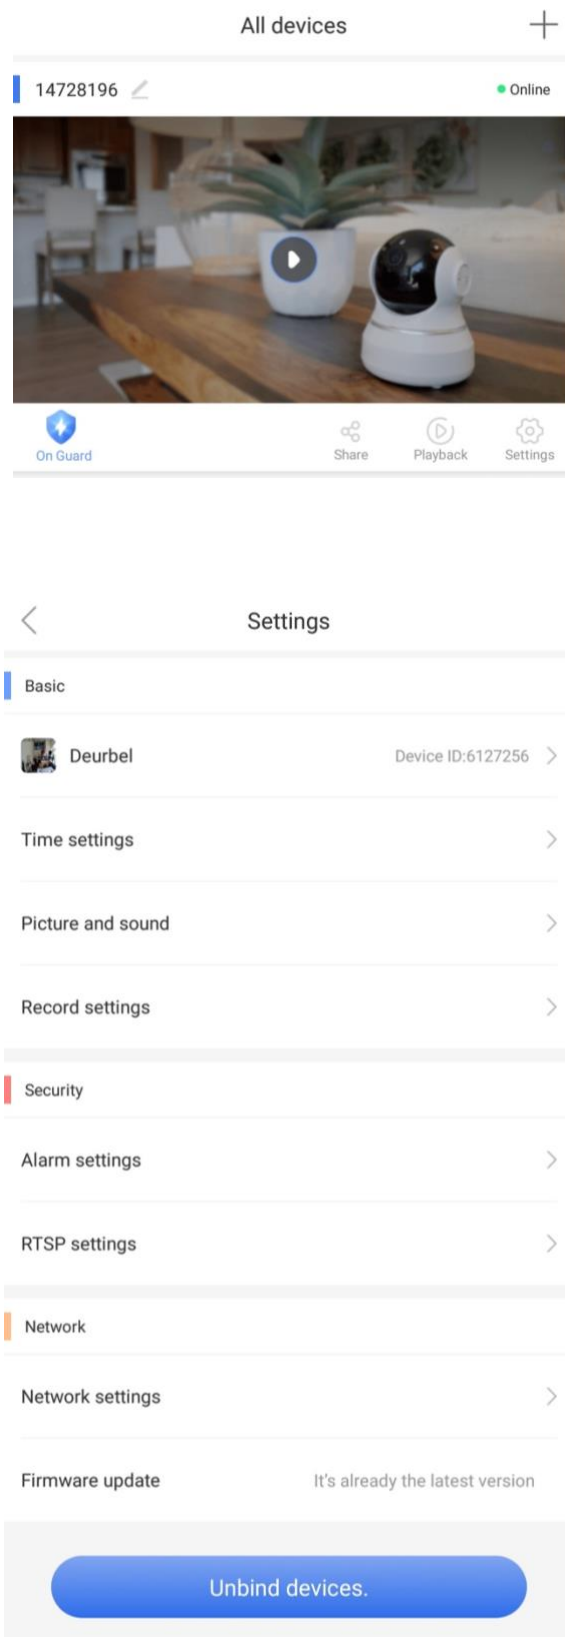 All devices
14728196
Online
On Guard
Share
Playback
Settings
Settings
Basic
Deurbel
Device ID:6127256
Time settings
Picture and sound
Record settings
Security
Alarm settings
RTSP settings
Network
Network settings
Firmware update
It's already the latest version
Unbind devices.